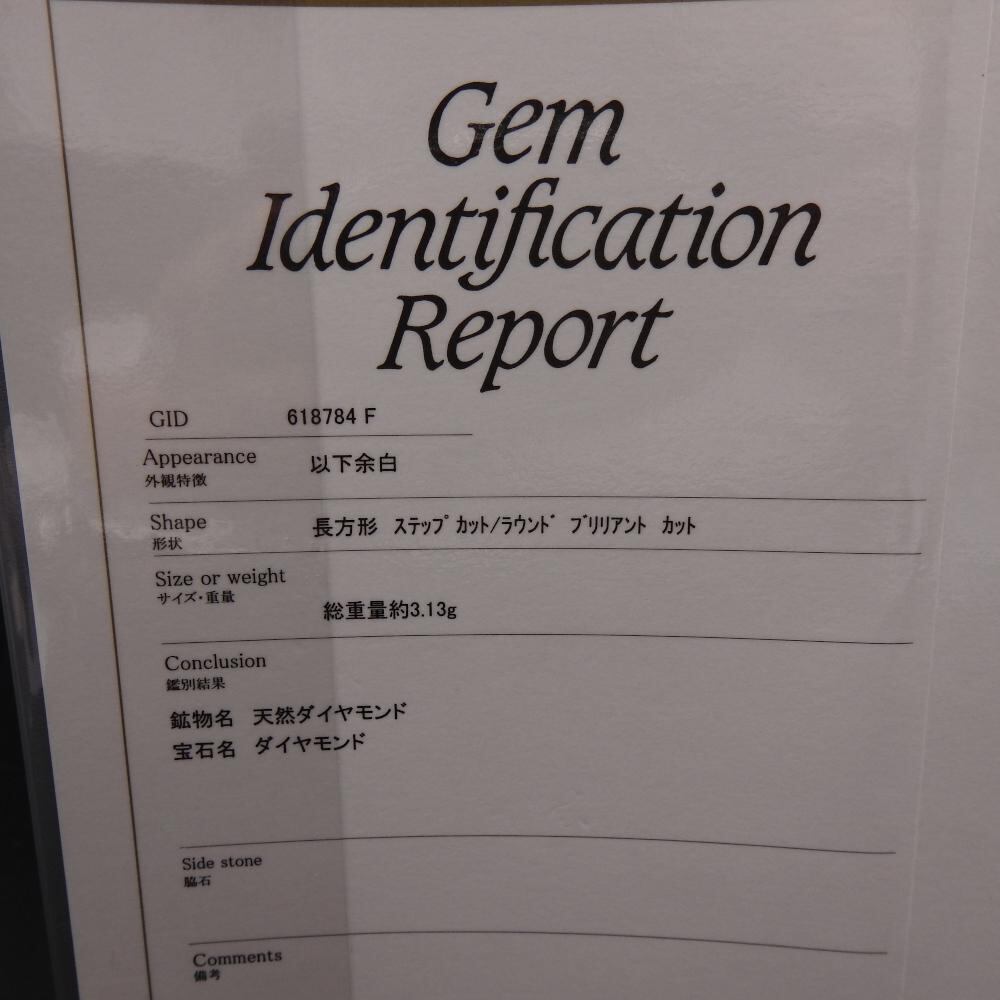 Gem
Identification
Report
GID 618784 F
Appearance 以下余白
外観特徴
Shape 長方形 ｽﾃｯﾌﾟ ｶｯﾄ/ﾗｳﾝﾄﾞ ﾌﾞﾘﾘｱﾝﾄ ｶｯﾄ
形状
Size or weight
サイズ・重量
総重量約3.13g
Conclusion
鑑別結果
鉱物名 天然ダイヤモンド
宝石名 ダイヤモンド
Side stone
脇石
Comments
備考